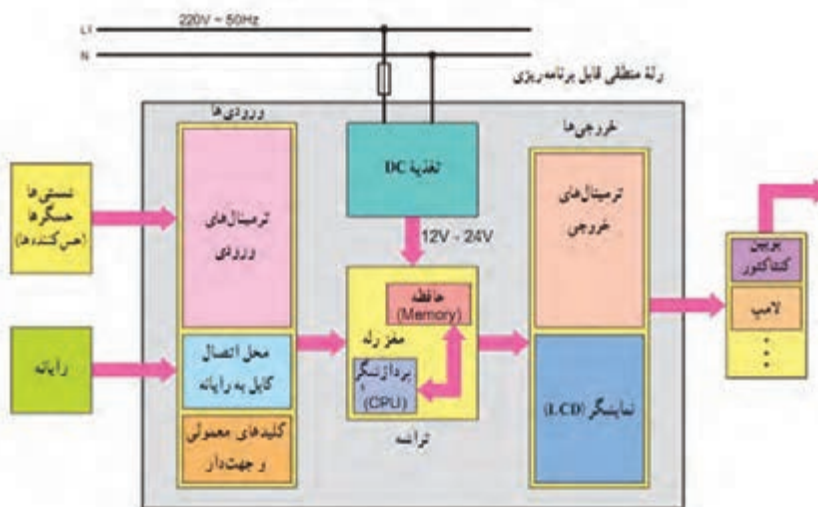 220V ~ 50Hz
L1
N
رلهٔ منطقی قابل برنامه‌ریزی
ورودی‌ها
خروجی‌ها
شستی‌ها
حسگرها
(حس‌کننده‌ها)
ترمینال‌های
ورودی
تغذیهٔ DC
ترمینال‌های
خروجی
12V - 24V
بوبین
کنتاکتور
لامپ
حافظه
(Memory)
مغز رله
پردازشگر
(CPU)
تراشه
رایانه
محل اتصال
کابل به رایانه
کلیدهای معمولی
و جهت‌دار
نمایشگر (LCD)